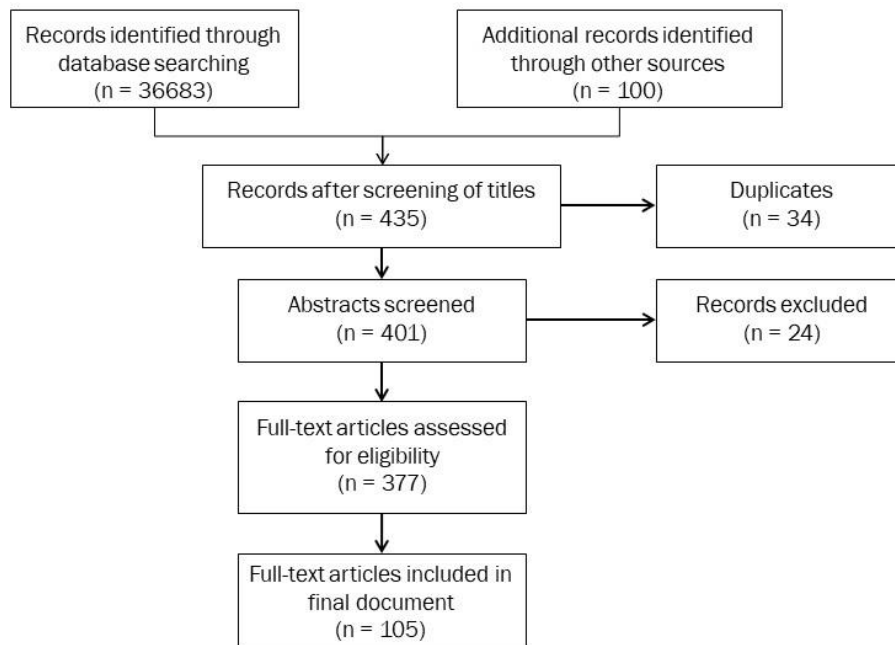 Records identified through
database searching
(n = 36683)
Additional records identified
through other sources
(n = 100)
Records after screening of titles
(n = 435)
Duplicates
(n = 34)
Abstracts screened
(n = 401)
Records excluded
(n = 24)
Full-text articles assessed
for eligibility
(n = 377)
Full-text articles included in
final document
(n = 105)